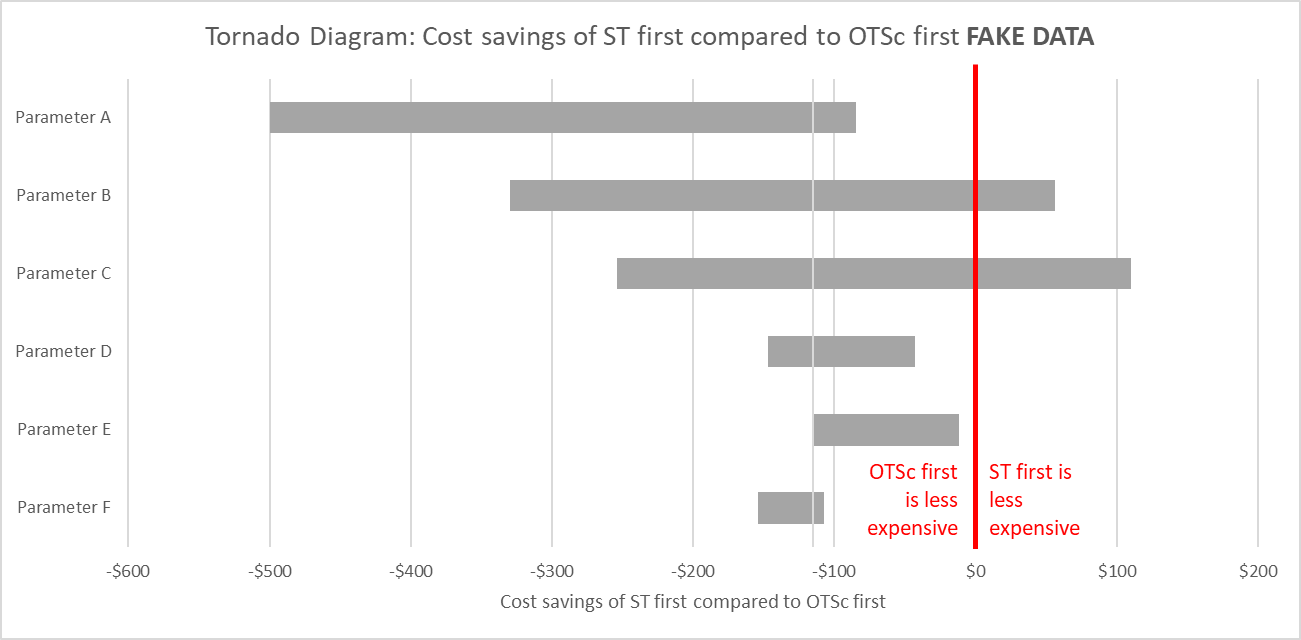 Tornado Diagram: Cost savings of ST first compared to OTSc first FAKE DATA
Parameter A
Parameter B
Parameter C
Parameter D
Parameter E
Parameter F
OTSc first
is less
expensive
ST first is
less
expensive
-$600 -$500 -$400 -$300 -$200 -$100 $0 $100 $200
Cost savings of ST first compared to OTSc first